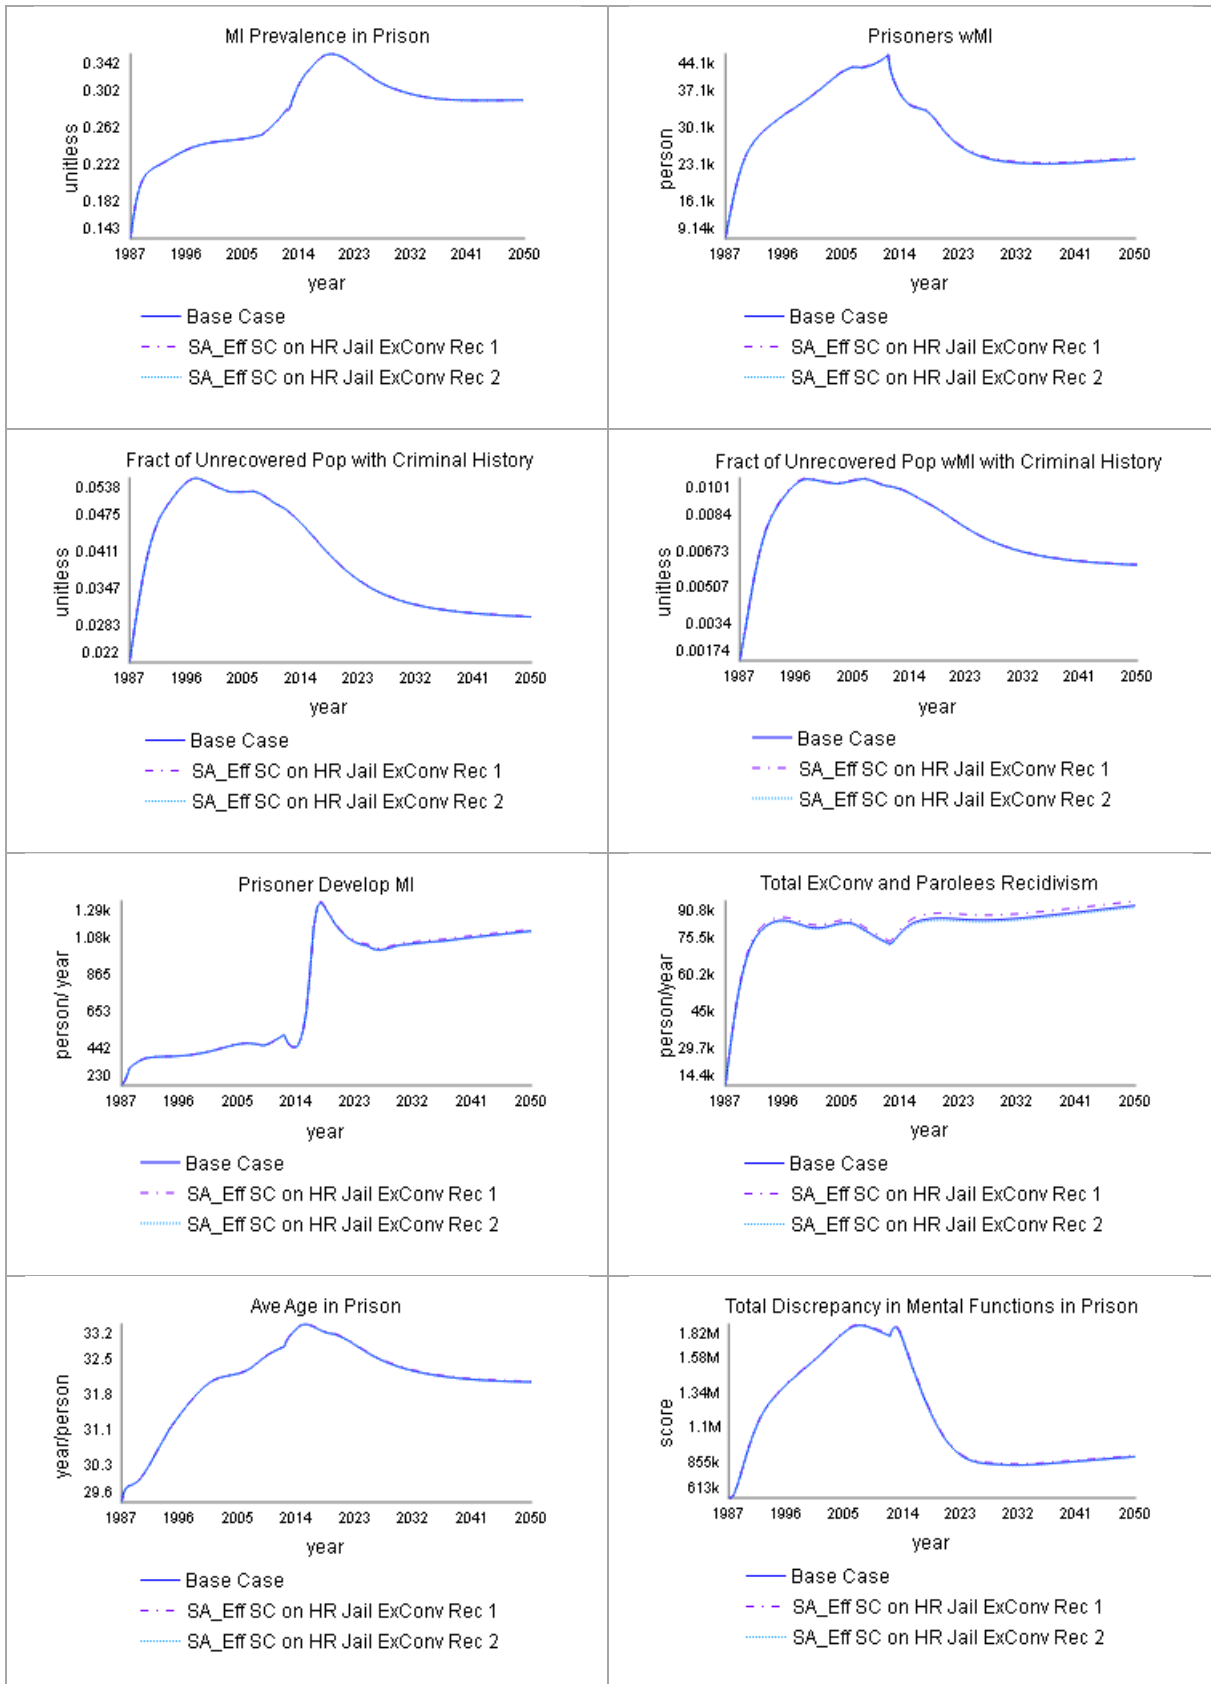 MI Prevalence in Prison
0.342
0.302
0.262
0.222
0.182
0.143
unitless
1987 1996 2005 2014 2023 2032 2041 2050
year
Base Case
SA_Eff SC on HR Jail ExConv Rec 1
SA_Eff SC on HR Jail ExConv Rec 2
Prisoners wMI
44.1k
37.1k
30.1k
23.1k
16.1k
9.14k
person
1987 1996 2005 2014 2023 2032 2041 2050
year
Base Case
SA_Eff SC on HR Jail ExConv Rec 1
SA_Eff SC on HR Jail ExConv Rec 2
Fract of Unrecovered Pop with Criminal History
0.0538
0.0475
0.0411
0.0347
0.0283
0.022
unitless
1987 1996 2005 2014 2023 2032 2041 2050
year
Base Case
SA_Eff SC on HR Jail ExConv Rec 1
SA_Eff SC on HR Jail ExConv Rec 2
Fract of Unrecovered Pop wMI with Criminal History
0.0101
0.0084
0.00673
0.00507
0.0034
0.00174
unitless
1987 1996 2005 2014 2023 2032 2041 2050
year
Base Case
SA_Eff SC on HR Jail ExConv Rec 1
SA_Eff SC on HR Jail ExConv Rec 2
Prisoner Develop MI
1.29k
1.08k
865
653
442
230
person/ year
1987 1996 2005 2014 2023 2032 2041 2050
year
Base Case
SA_Eff SC on HR Jail ExConv Rec 1
SA_Eff SC on HR Jail ExConv Rec 2
Total ExConv and Parolees Recidivism
90.8k
75.5k
60.2k
45k
29.7k
14.4k
person/year
1987 1996 2005 2014 2023 2032 2041 2050
year
Base Case
SA_Eff SC on HR Jail ExConv Rec 1
SA_Eff SC on HR Jail ExConv Rec 2
Ave Age in Prison
33.2
32.5
31.8
31.1
30.3
29.6
year/person
1987 1996 2005 2014 2023 2032 2041 2050
year
Base Case
SA_Eff SC on HR Jail ExConv Rec 1
SA_Eff SC on HR Jail ExConv Rec 2
Total Discrepancy in Mental Functions in Prison
1.82M
1.58M
1.34M
1.1M
855k
613k
score
1987 1996 2005 2014 2023 2032 2041 2050
year
Base Case
SA_Eff SC on HR Jail ExConv Rec 1
SA_Eff SC on HR Jail ExConv Rec 2